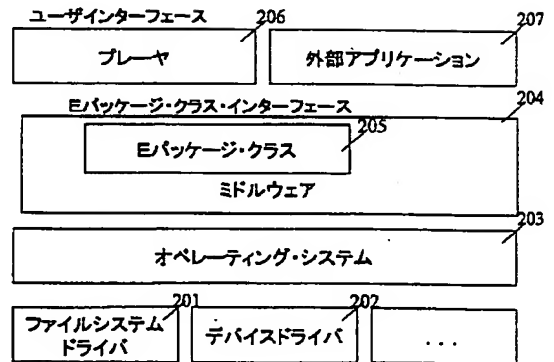 ユーザインターフェース
206
207
プレーヤ
外部アプリケーション
Eパッケージ・クラス・インターフェース
204
205
Eパッケージ・クラス
ミドルウェア
203
オペレーティング・システム
201
202
ファイルシステム
ドライバ
デバイスドライバ
...